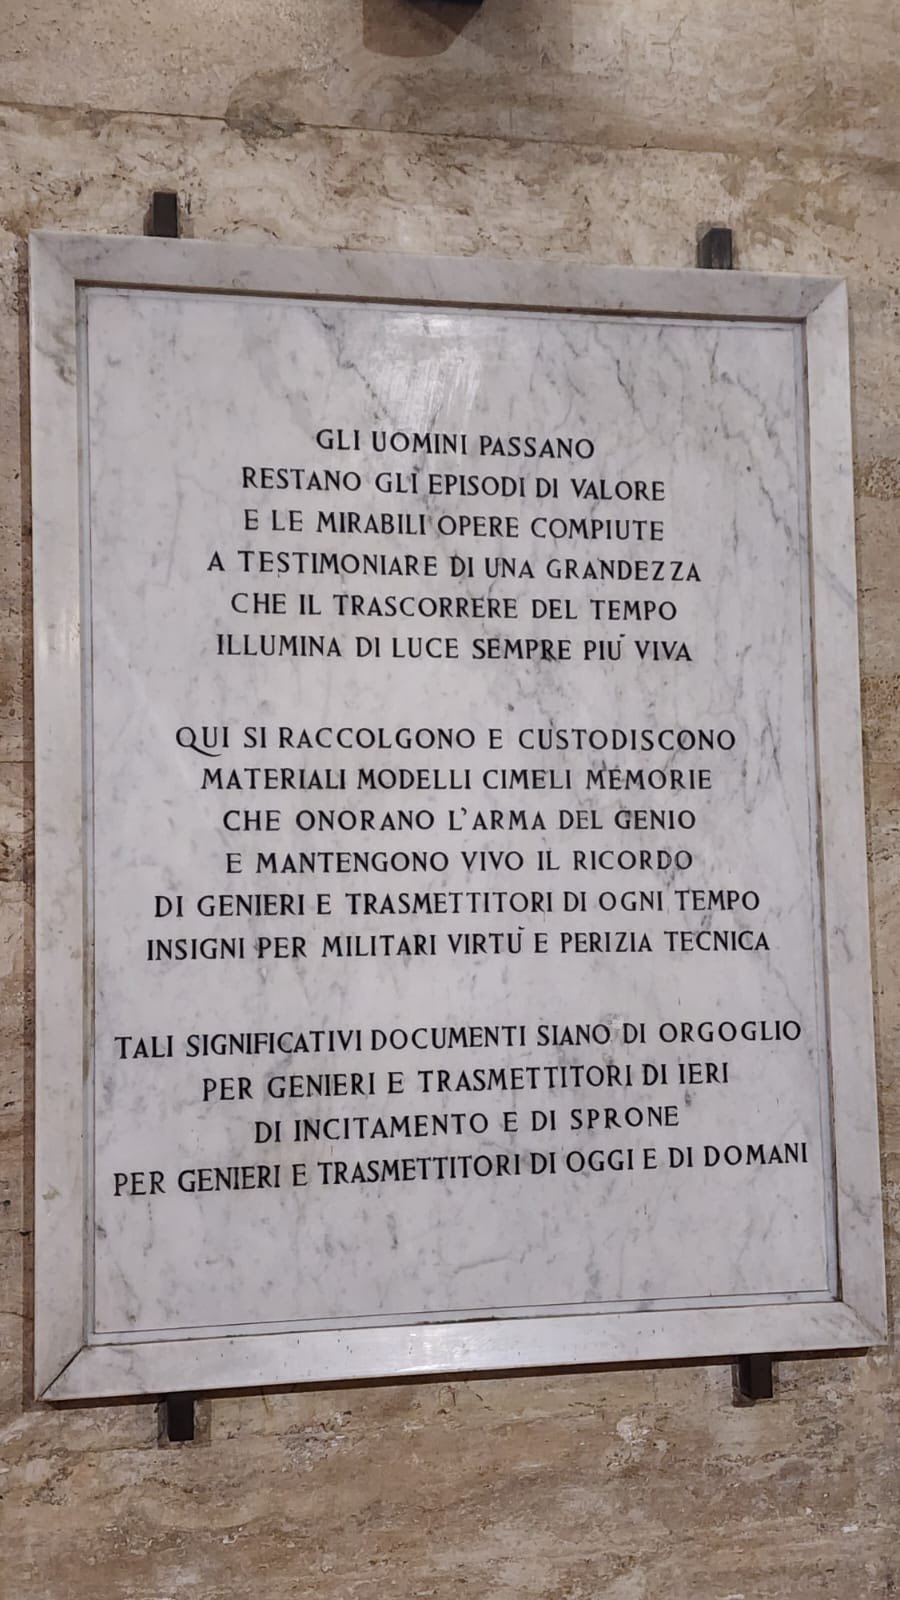 GLI UOMINI PASSANO
RESTANO GLI EPISODI DI VALORE
E LE MIRABILI OPERE COMPIUTE
A TESTIMONIARE DI UNA GRANDEZZA
CHE IL TRASCORRERE DEL TEMPO
ILLUMINA DI LUCE SEMPRE PIÙ VIVA
QUI SI RACCOLGONO E CUSTODISCONO
MATERIALI MODELLI CIMELI MEMORIE
CHE ONORANO L'ARMA DEL GENIO
E MANTENGONO VIVO IL RICORDO
DI GENIERI E TRASMETTITORI DI OGNI TEMPO
INSIGNI PER MILITARI VIRTÙ E PERIZIA TECNICA
TALI SIGNIFICATIVI DOCUMENTI SIANO DI ORGOGLIO
PER GENIERI E TRASMETTITORI DI IERI
DI INCITAMENTO E DI SPRONE
PER GENIERI E TRASMETTITORI DI OGGI E DI DOMANI